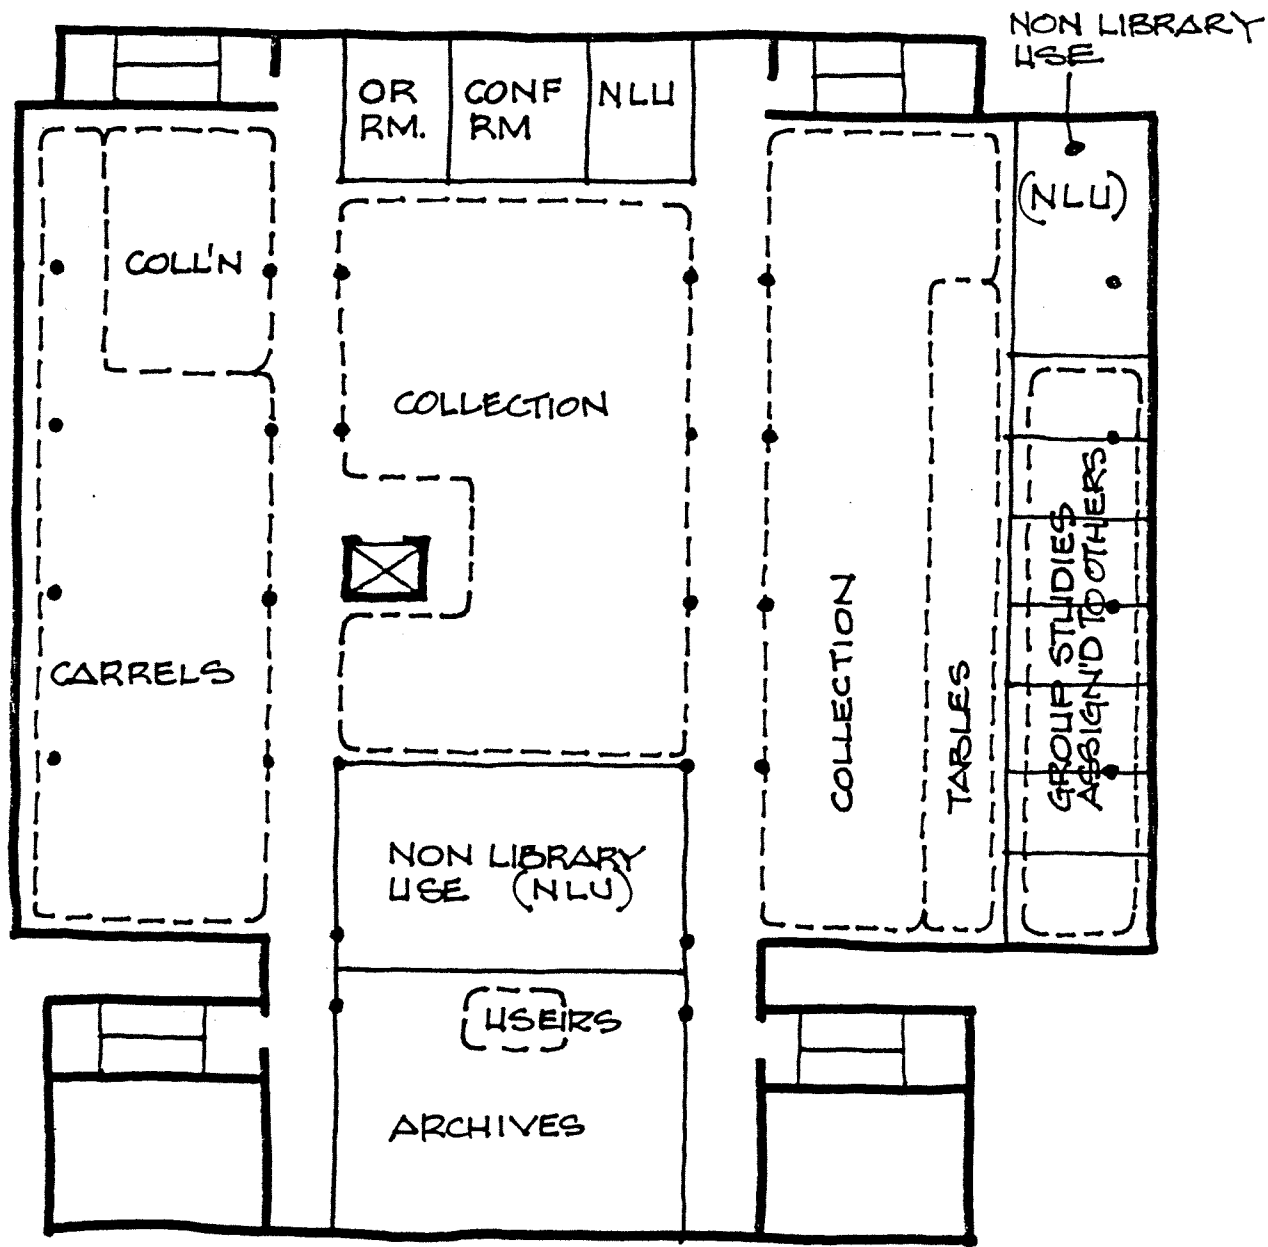 NON LIBRARY
USE
OR
RM.
CONF
RM
NLU
(NLU)
COLL'N
COLLECTION
CARRELS
COLLECTION
TABLES
GROUP STUDIES
ASSIGN'D TO OTHERS
NON LIBRARY
USE (NLU)
USERS
ARCHIVES